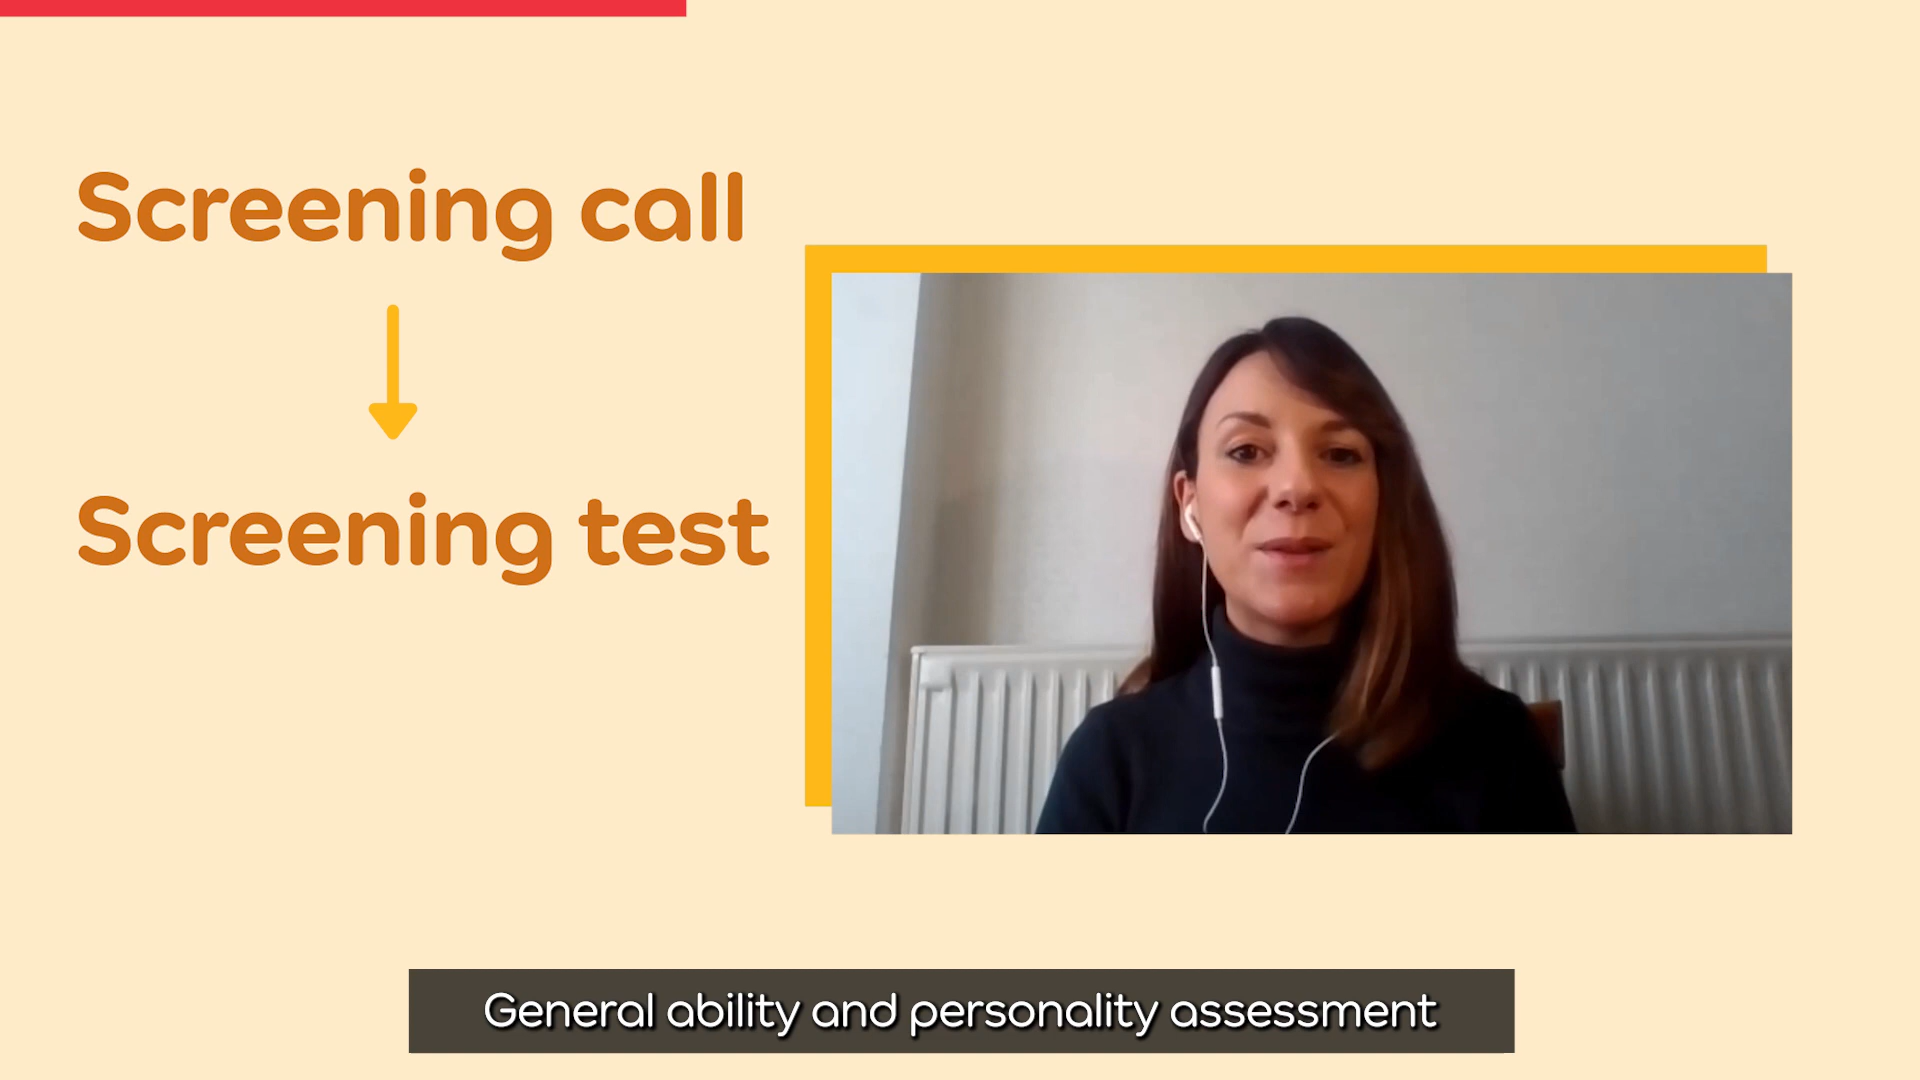 Screening call
Screening test
General ability and personality assessment